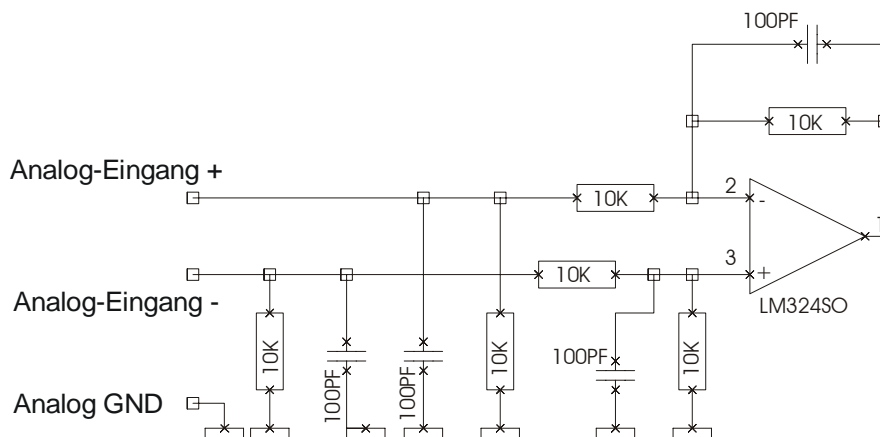 100PF
10K
Analog-Eingang +
10K
2
-
1
3
10K
+
Analog-Eingang -
LM324SO
10K
100PF
100PF
10K
100PF
10K
Analog GND